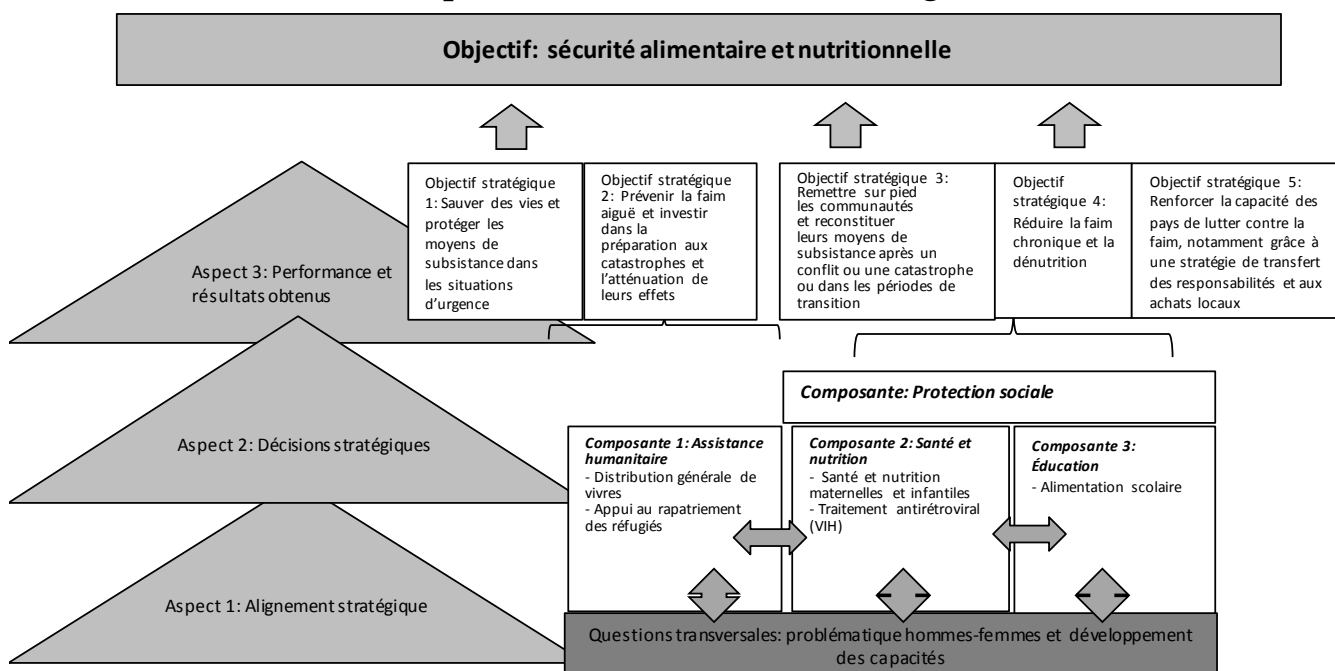 Objectif: sécurité alimentaire et nutritionnelle
Objectif stratégique
1: Sauver des vies et
protéger les
moyens de
subsistance dans
les situations
d'urgence
Objectif stratégique
2: Prévenir la faim
aiguë et investir
dans la
préparation aux
catastrophes et
l'atténuation de
leurs effets
Objectif stratégique 3:
Remettre sur pied
les communautés
et reconstituer
leurs moyens de
subsistance après un
conflit ou une catastrophe
ou dans les périodes de
transition
Objectif
stratégique 4:
Réduire la faim
chronique et la
dénutrition
Objectif stratégique 5:
Renforcer la capacité des
pays de lutter contre la
faim, notamment grâce à
une stratégie de transfert
des responsabilités et aux
achats locaux
Aspect 3: Performance et
résultats obtenus
Aspect 2: Décisions stratégiques
Aspect 1: Alignement stratégique
Composante: Protection sociale
Composante 1: Assistance
humanitaire
- Distribution générale de
vivres
- Appui au rapatriement
des réfugiés
Composante 2: Santé et
nutrition
- Santé et nutrition
maternelles et infantiles
- Traitement antirétroviral
(VIH)
Composante 3:
Éducation
- Alimentation scolaire
Questions transversales: problématique hommes-femmes et développement
des capacités